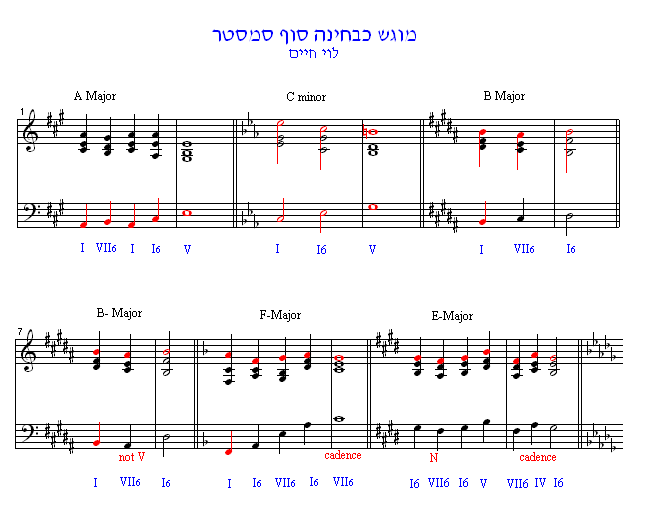 מוגש כבחינה סוף סמסטר
לוי חיים
A Major C minor B Major
1
I VII6 I I6 V I I6 V I VII6 I6
B- Major F-Major E-Major
7
not V cadence N cadence
I VII6 I6 I I6 VII6 I VII6 I6 VII6 I6 V VII6 IV I6